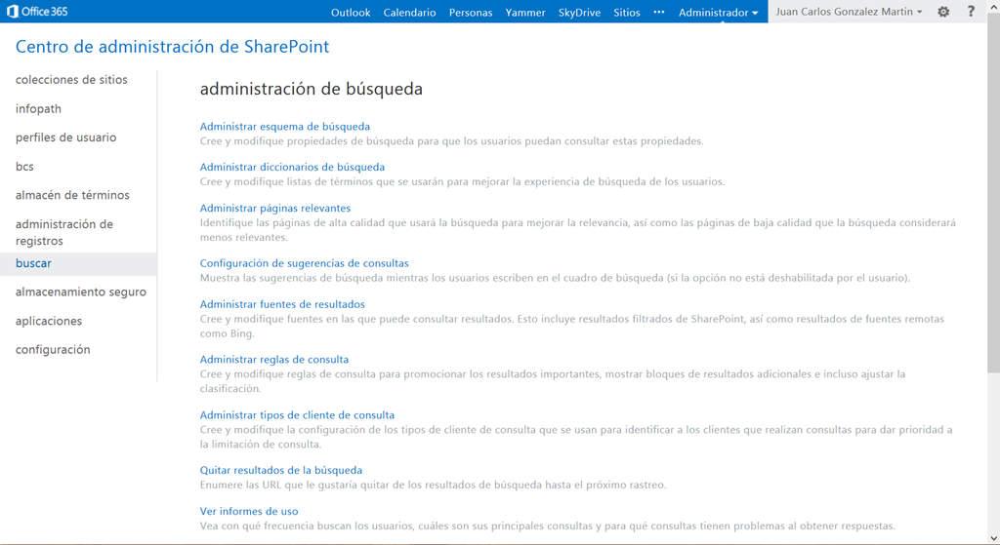 Office 365
Outlook Calendario Personas Yammer SkyDrive Sitios ··· Administrador Juan Carlos Gonzalez Martin ?
Centro de administración de SharePoint
colecciones de sitios
infopath
perfiles de usuario
bcs
almacén de términos
administración de
registros
buscar
almacenamiento seguro
aplicaciones
configuración
administración de búsqueda
Administrar esquema de búsqueda
Cree y modifique propiedades de búsqueda para que los usuarios puedan consultar estas propiedades.
Administrar diccionarios de búsqueda
Cree y modifique listas de términos que se usarán para mejorar la experiencia de búsqueda de los usuarios.
Administrar páginas relevantes
Identifique las páginas de alta calidad que usará la búsqueda para mejorar la relevancia, así como las páginas de baja calidad que la búsqueda considerará
menos relevantes.
Configuración de sugerencias de consultas
Muestra las sugerencias de búsqueda mientras los usuarios escriben en el cuadro de búsqueda (si la opción no está deshabilitada por el usuario).
Administrar fuentes de resultados
Cree y modifique fuentes en las que puede consultar resultados. Esto incluye resultados filtrados de SharePoint, así como resultados de fuentes remotas
como Bing.
Administrar reglas de consulta
Cree y modifique reglas de consulta para promocionar los resultados importantes, mostrar bloques de resultados adicionales e incluso ajustar la
clasificación.
Administrar tipos de cliente de consulta
Cree y modifique la configuración de los tipos de cliente de consulta que se usan para identificar a los clientes que realizan consultas para dar prioridad a
la limitación de consulta.
Quitar resultados de la búsqueda
Enumere las URL que le gustaría quitar de los resultados de búsqueda hasta el próximo rastreo.
Ver informes de uso
Vea con qué frecuencia buscan los usuarios, cuáles son sus principales consultas y para qué consultas tienen problemas al obtener respuestas.